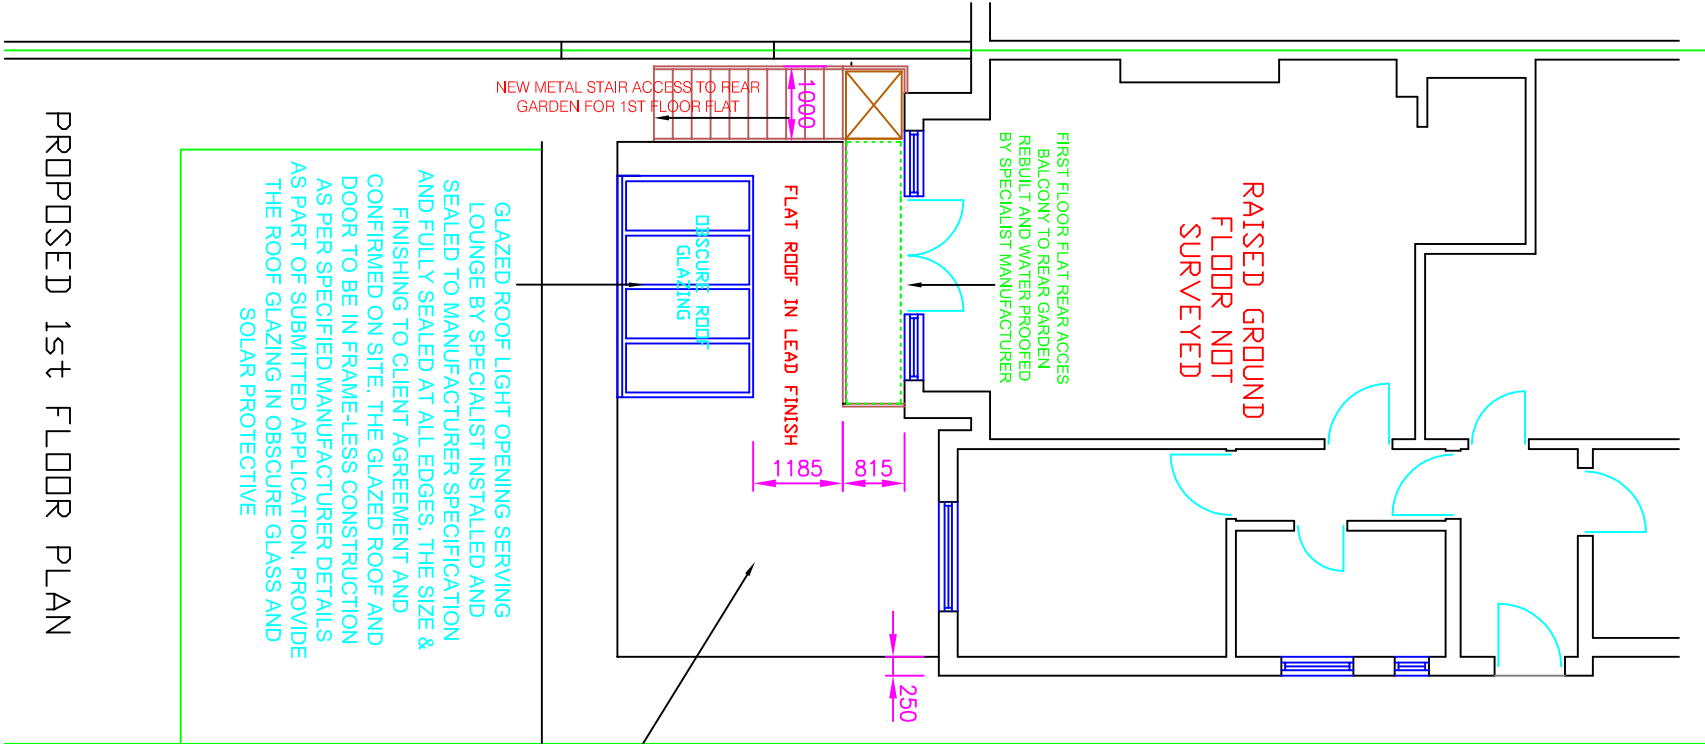 NEW METAL STAIR ACCESS TO REAR
GARDEN FOR 1ST FLOOR FLAT
1000
FIRST FLOOR FLAT REAR ACCES
BALCONY TO REAR GARDEN
REBUILT AND WATER PROOFED
BY SPECIALIST MANUFACTURER
RAISED GROUND
FLOOR NOT
SURVEYED
FLAT ROOF IN LEAD FINISH
OBSCURE ROOF
GLAZING
GLAZED ROOF LIGHT OPENING SERVING
LOUNGE BY SPECIALIST INSTALLED AND
SEALED TO MANUFACTURER SPECIFICATION
AND FULLY SEALED AT ALL EDGES. THE SIZE &
FINISHING TO CLIENT AGREEMENT AND
CONFIRMED ON SITE. THE GLAZED ROOF AND
DOOR TO BE IN FRAME-LESS CONSTRUCTION
AS PER SPECIFIED MANUFACTURER DETAILS
AS PART OF SUBMITTED APPLICATION. PROVIDE
THE ROOF GLAZING IN OBSCURE GLASS AND
SOLAR PROTECTIVE
1185
815
250
PROPOSED 1st FLOOR PLAN